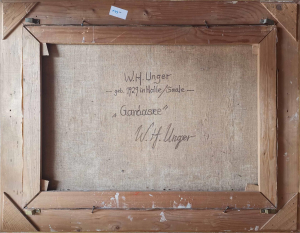 W.H. Unger
— geb. 1929 in Halle/Saale —
„Gardasee"
W.H. Unger